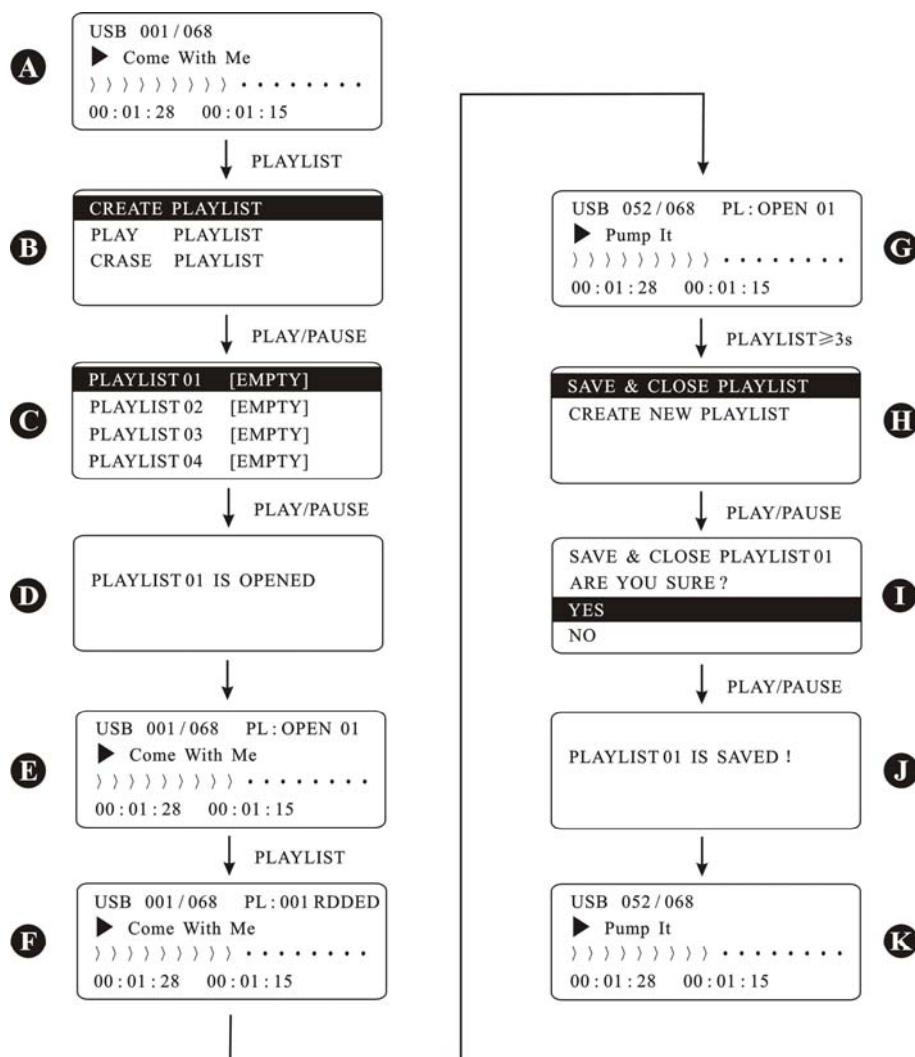 A
USB 001/068
▶ Come With Me
00:01:28 00:01:15
PLAYLIST
B
CREATE PLAYLIST
PLAY PLAYLIST
CRASE PLAYLIST
PLAY/PAUSE
C
PLAYLIST 01 [EMPTY]
PLAYLIST 02 [EMPTY]
PLAYLIST 03 [EMPTY]
PLAYLIST 04 [EMPTY]
PLAY/PAUSE
D
PLAYLIST 01 IS OPENED
E
USB 001/068 PL:OPEN 01
▶ Come With Me
00:01:28 00:01:15
PLAYLIST
F
USB 001/068 PL:001 RDDED
▶ Come With Me
00:01:28 00:01:15
G
USB 052/068 PL:OPEN 01
▶ Pump It
00:01:28 00:01:15
PLAYLIST≥3s
H
SAVE & CLOSE PLAYLIST
CREATE NEW PLAYLIST
PLAY/PAUSE
I
SAVE & CLOSE PLAYLIST 01
ARE YOU SURE?
YES
NO
PLAY/PAUSE
J
PLAYLIST 01 IS SAVED !
K
USB 052/068
▶ Pump It
00:01:28 00:01:15